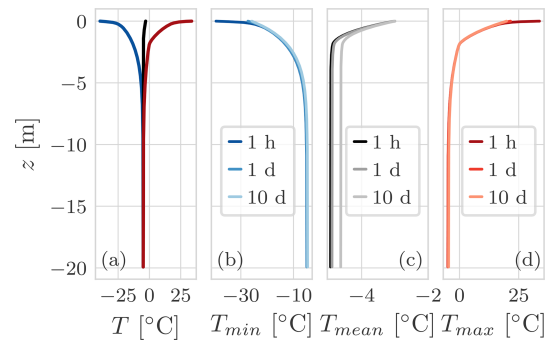 0
−5
−10
−15
−20
z [m]
(a)
(b)
(c)
(d)
1 h
1 d
10 d
1 h
1 d
10 d
1 h
1 d
10 d
−25 0 25
−30 −10
−4 −2
0 25
T [°C]
T_min [°C]
T_mean [°C]
T_max [°C]